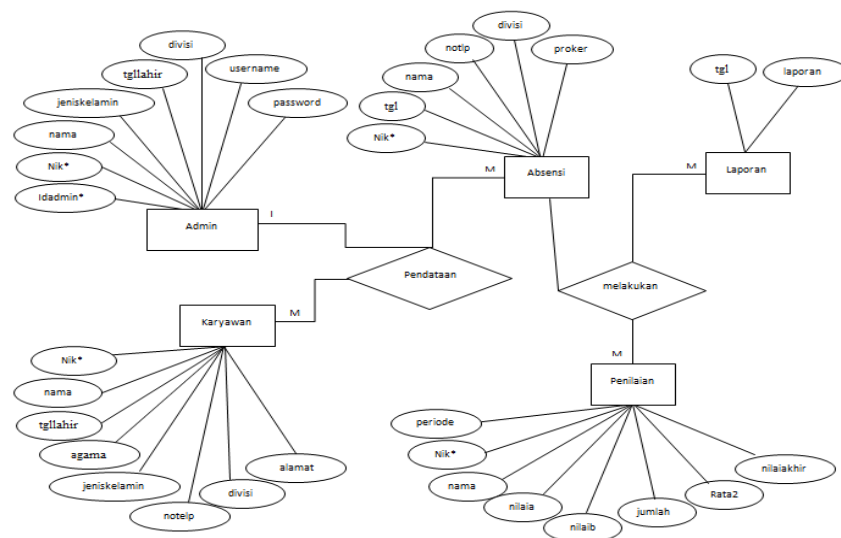 divisi
tgllahir
username
jeniskelamin
password
nama
Nik*
Idadmin*
Admin
I
divisi
notlp
proker
nama
tgl
Nik*
M
Absensi
tgl
laporan
M
Laporan
Pendataan
melakukan
Karyawan
M
Nik*
nama
tgllahir
agama
jeniskelamin
notelp
divisi
alamat
M
Penilaian
periode
Nik*
nama
nilaia
nilaib
jumlah
Rata2
nilaiakhir